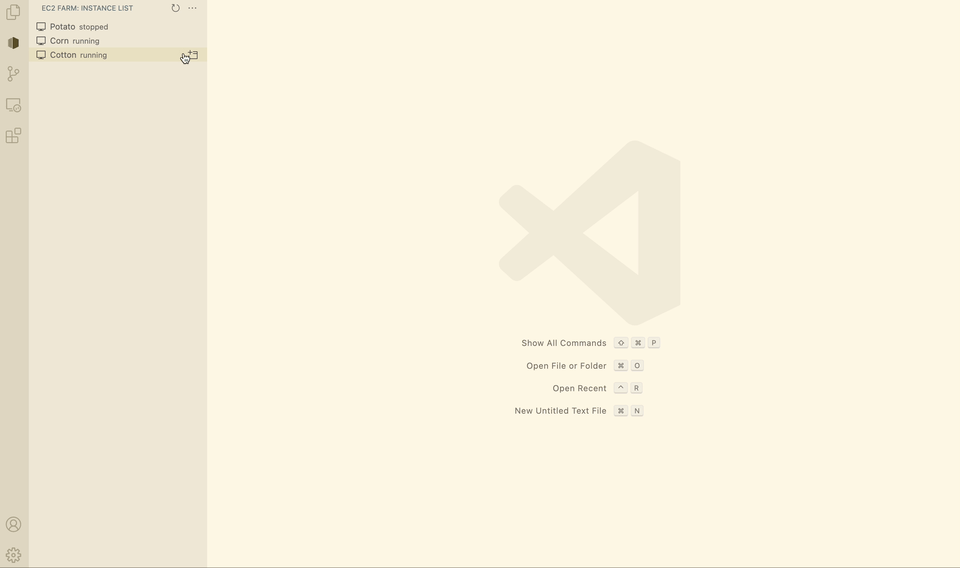 EC2 FARM: INSTANCE LIST
Potato stopped
Corn running
Cotton running
Show All Commands ⇧ ⌘ P
Open File or Folder ⌘ O
Open Recent ^ R
New Untitled Text File ⌘ N